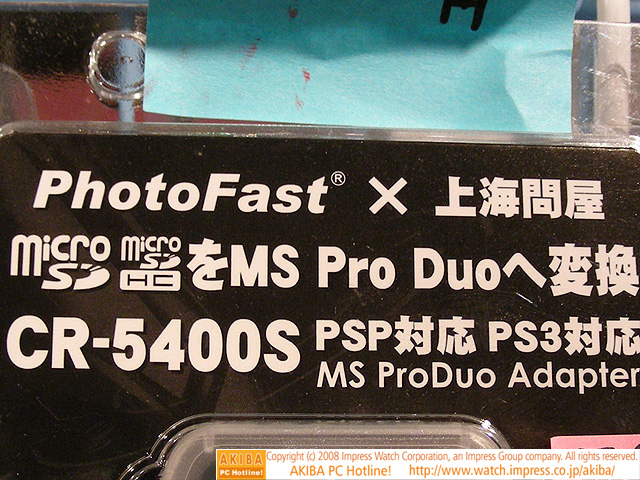 PhotoFast® × 上海問屋
micro SD micro SD HC をMS Pro Duoへ変換
CR-5400S PSP対応 PS3対応
MS ProDuo Adapter
AKIBA PC Hotline! Copyright (c) 2008 Impress Watch Corporation, an Impress Group company. All rights reserved.
AKIBA PC Hotline! http://www.watch.impress.co.jp/akiba/